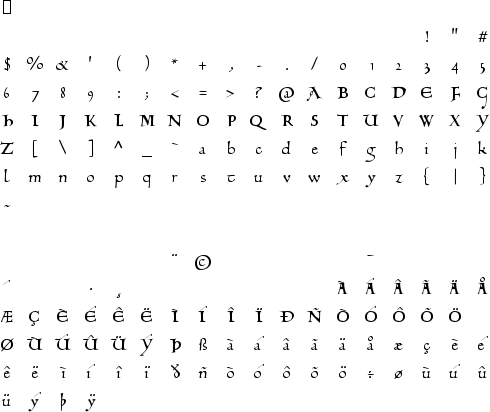 ! " #
$ % & ' ( ) * + , - . / 0 1 2 3 4 5
6 7 8 9 : ; < = > ? @ A B C D E F G
H I J K L M N O P Q R S T U V W X Y
Z [ \ ] ^ _ ` a b c d e f g h i j k
l m n o p q r s t u v w x y z { | }
~
¨ © ¯
´ · ¸ À Á Â Ã Ä Å
Æ Ç È É Ê Ë Ì Í Î Ï Ð Ñ Ò Ó Ô Õ Ö
Ø Ù Ú Û Ü Ý Þ ß à á â ã ä å æ ç è é
ê ë ì í î ï ð ñ ò ó ô õ ö ÷ ø ù ú û
ü ý þ ÿ